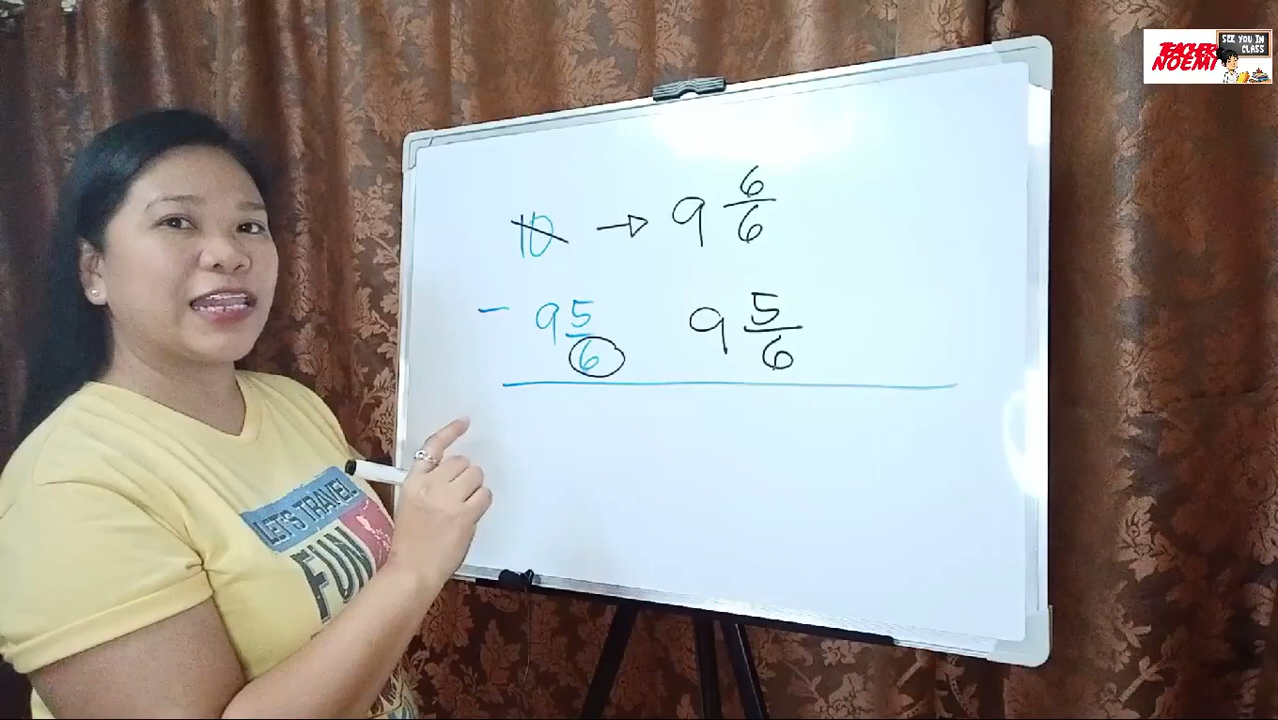 TEACHER NOEMI
SEE YOU IN CLASS
10 → 9 6/6
- 9 5/6 9 5/6
LET'S TRAVEL
FUN